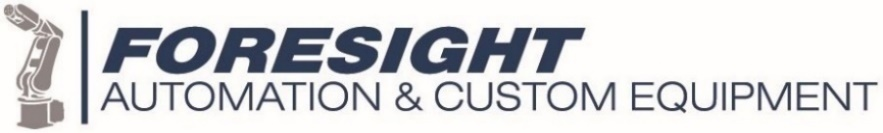 FORESIGHT
AUTOMATION & CUSTOM EQUIPMENT